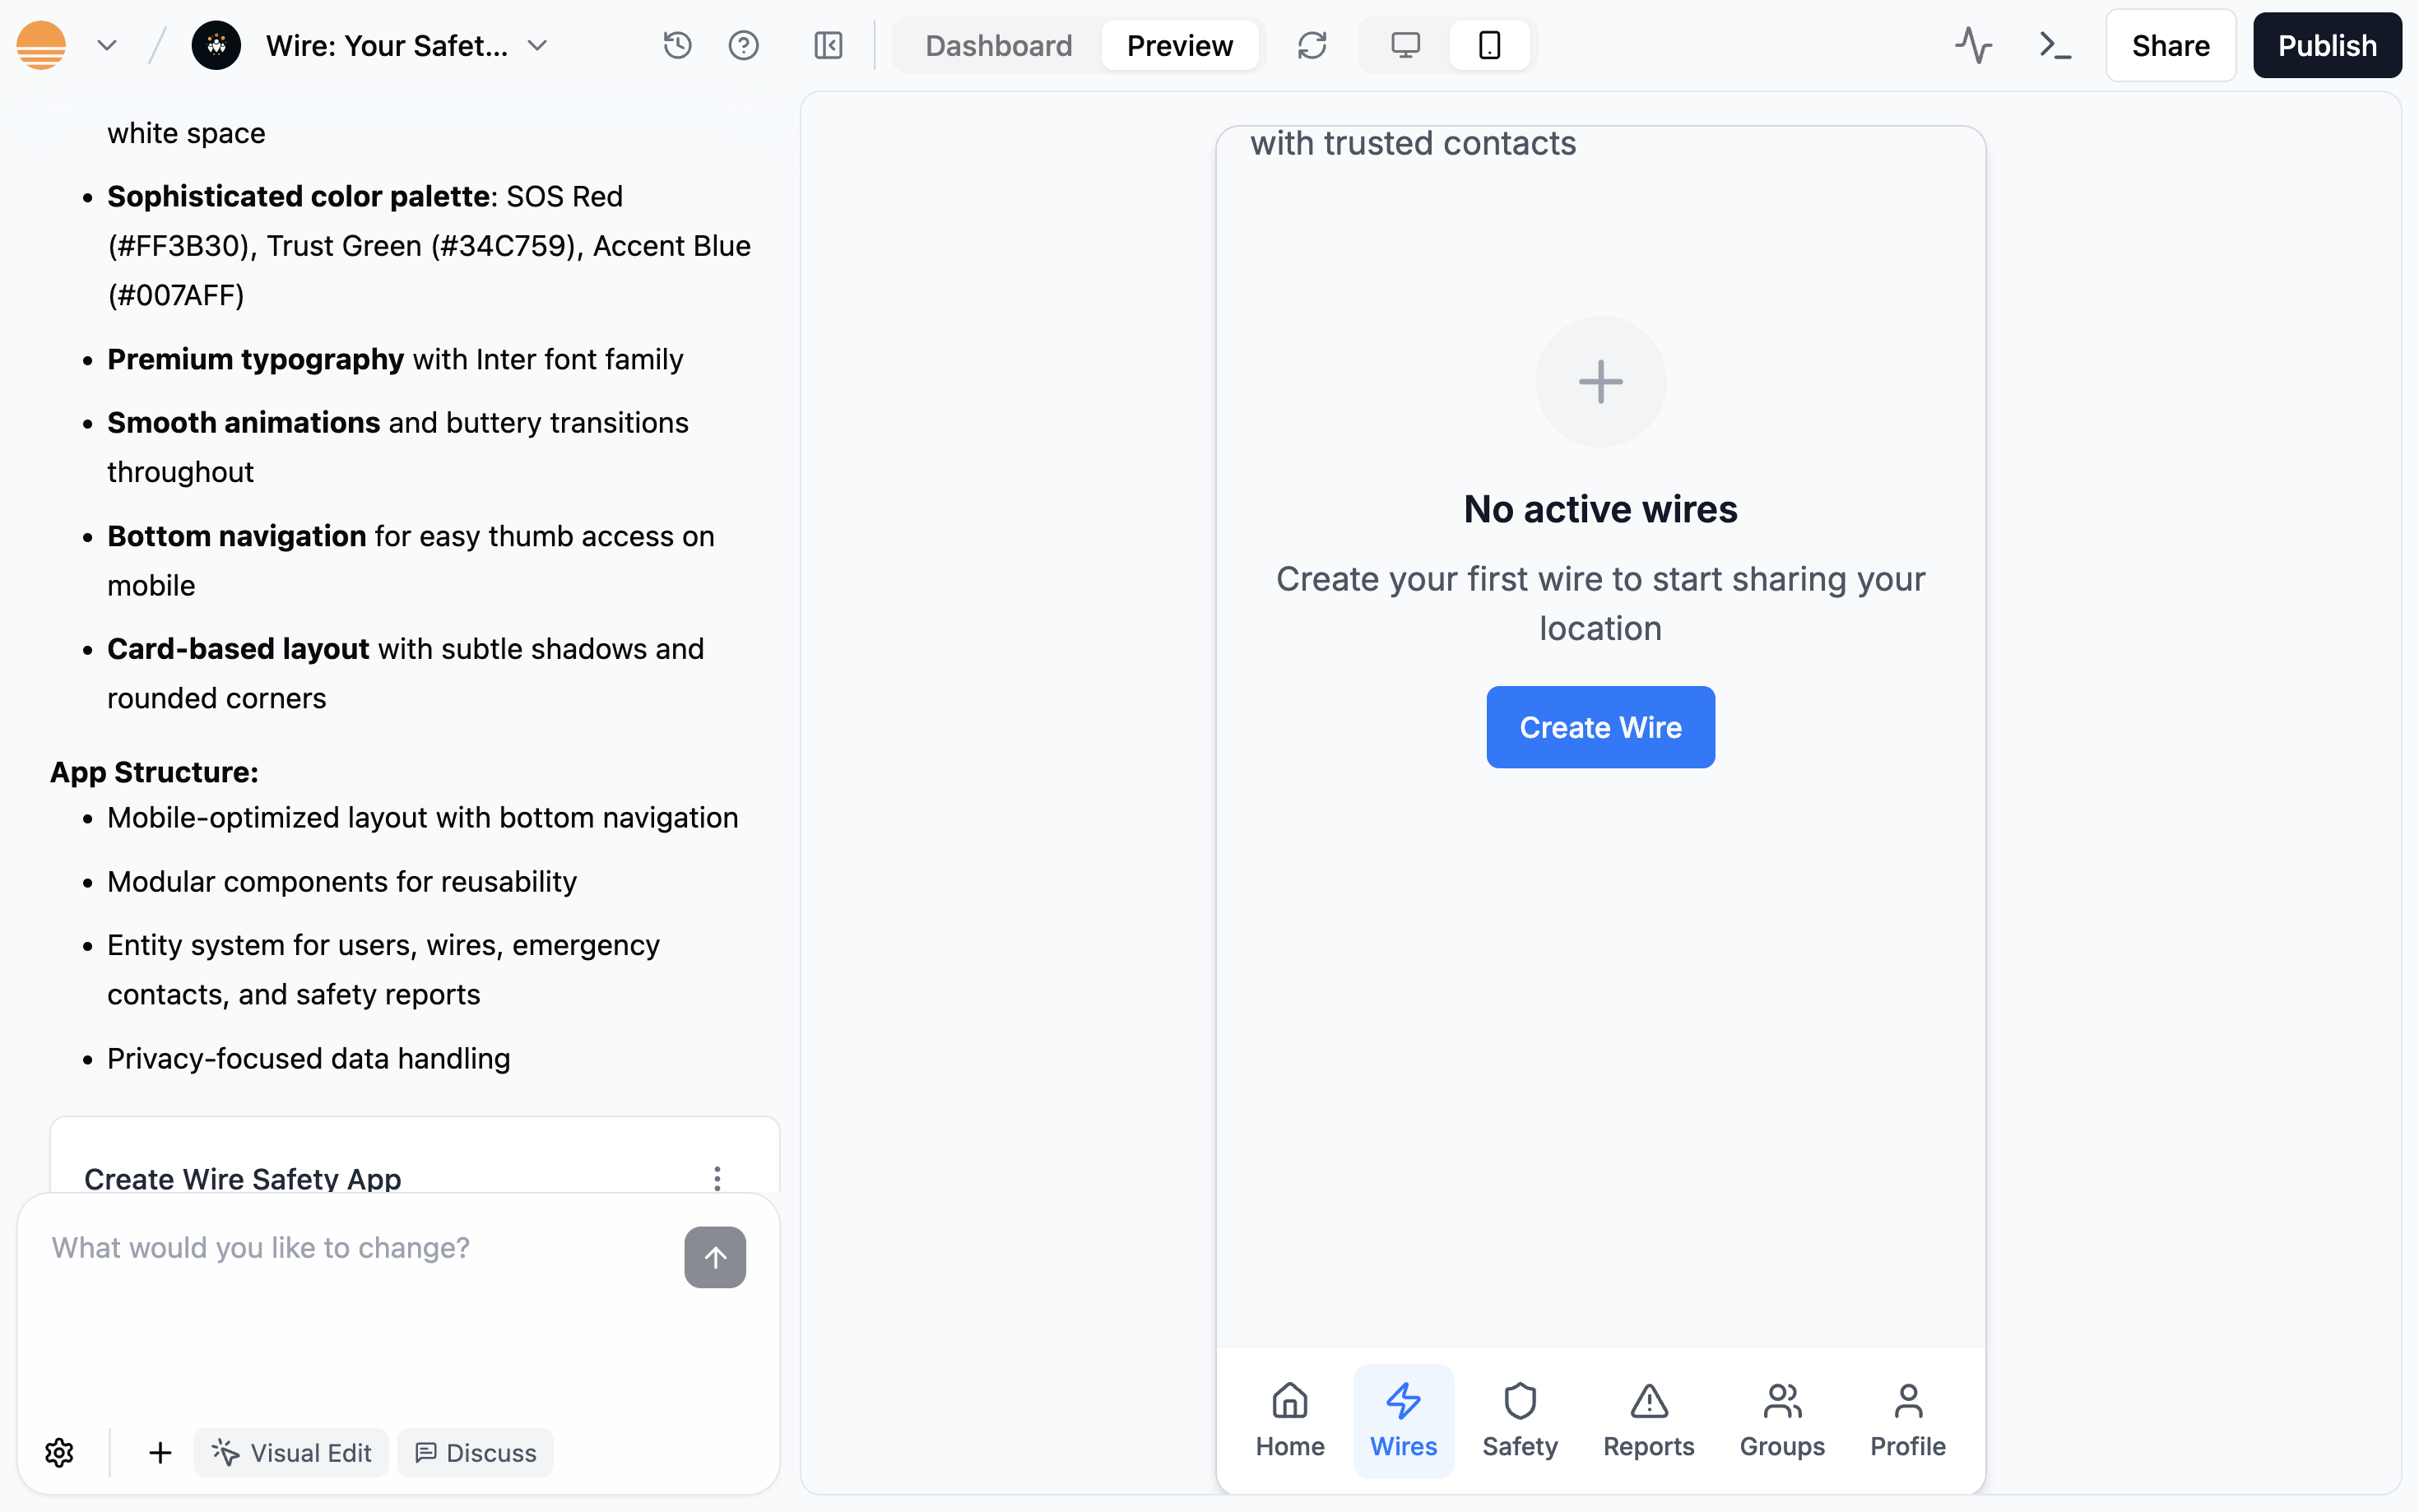 Wire: Your Safet...
Dashboard
Preview
Share
Publish
white space
• Sophisticated color palette: SOS Red
(#FF3B30), Trust Green (#34C759), Accent Blue
(#007AFF)
• Premium typography with Inter font family
• Smooth animations and buttery transitions
throughout
• Bottom navigation for easy thumb access on
mobile
• Card-based layout with subtle shadows and
rounded corners
App Structure:
• Mobile-optimized layout with bottom navigation
• Modular components for reusability
• Entity system for users, wires, emergency
contacts, and safety reports
• Privacy-focused data handling
Create Wire Safety App
What would you like to change?
Visual Edit
Discuss
with trusted contacts
No active wires
Create your first wire to start sharing your
location
Create Wire
Home
Wires
Safety
Reports
Groups
Profile